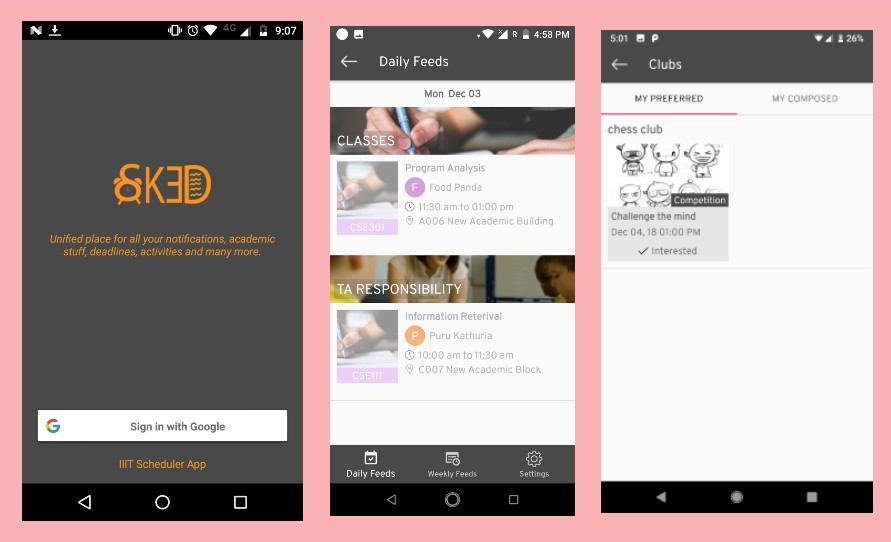 4G 9:07
SKED
Unified place for all your notifications, academic
stuff, deadlines, activities and many more.
Sign in with Google
IIIT Scheduler App
R 4:58 PM
Daily Feeds
Mon Dec 03
CLASSES
Program Analysis
F Food Panda
11:30 am to 01:00 pm
A006 New Academic Building
CSE301
TA RESPONSIBILITY
Information Reterival
P Puru Kathuria
10:00 am to 11:30 am
C007 New Academic Block
CSE111
Daily Feeds Weekly Feeds Settings
5:01 P 26%
Clubs
MY PREFERRED MY COMPOSED
chess club
Competition
Challenge the mind
Dec 04, 18 01:00 PM
Interested